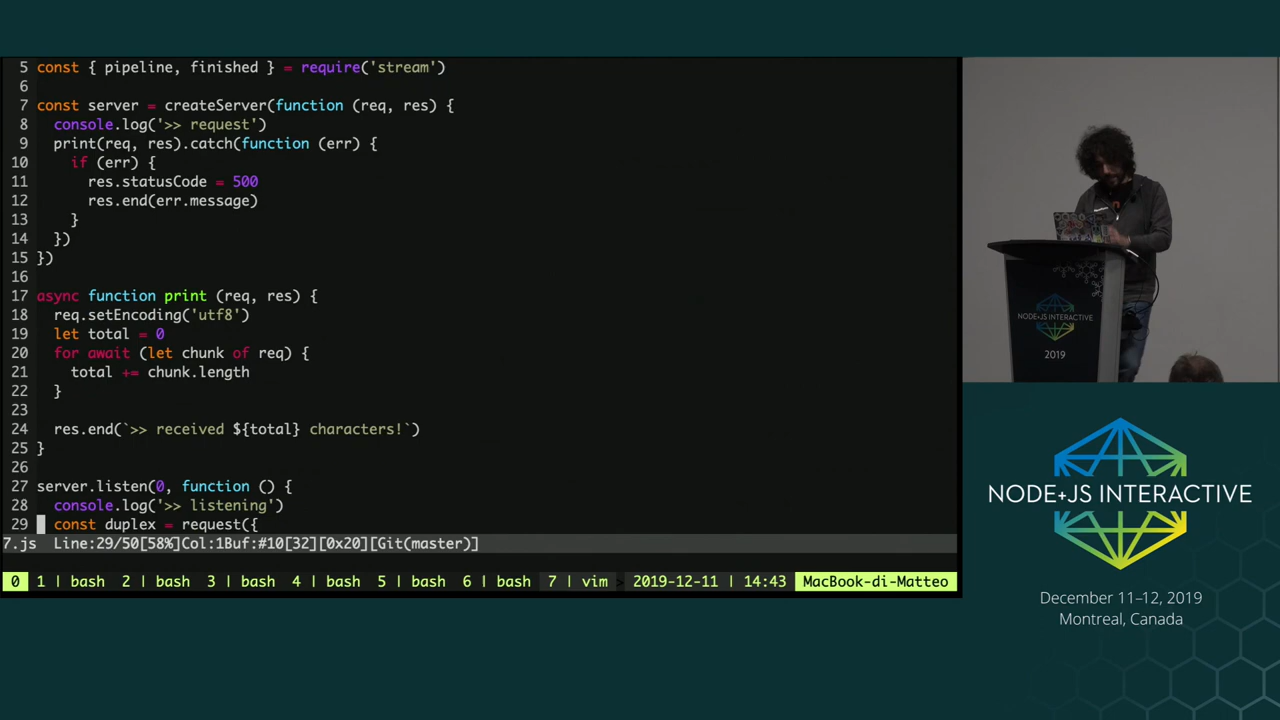 5 const { pipeline, finished } = require('stream')
6
7 const server = createServer(function (req, res) {
8 console.log('>> request')
9 print(req, res).catch(function (err) {
10 if (err) {
11 res.statusCode = 500
12 res.end(err.message)
13 }
14 })
15 })
16
17 async function print (req, res) {
18 req.setEncoding('utf8')
19 let total = 0
20 for await (let chunk of req) {
21 total += chunk.length
22 }
23
24 res.end(`>> received ${total} characters!`)
25 }
26
27 server.listen(0, function () {
28 console.log('>> listening')
29 const duplex = request({
7.js Line:29/50[58%]Col:1Buf:#10[32][0x20][Git(master)]
0 1 | bash 2 | bash 3 | bash 4 | bash 5 | bash 6 | bash 7 | vim > 2019-12-11 | 14:43 MacBook-di-Matteo
NODE+JS INTERACTIVE
2019
NODE+JS INTERACTIVE
December 11–12, 2019
Montreal, Canada